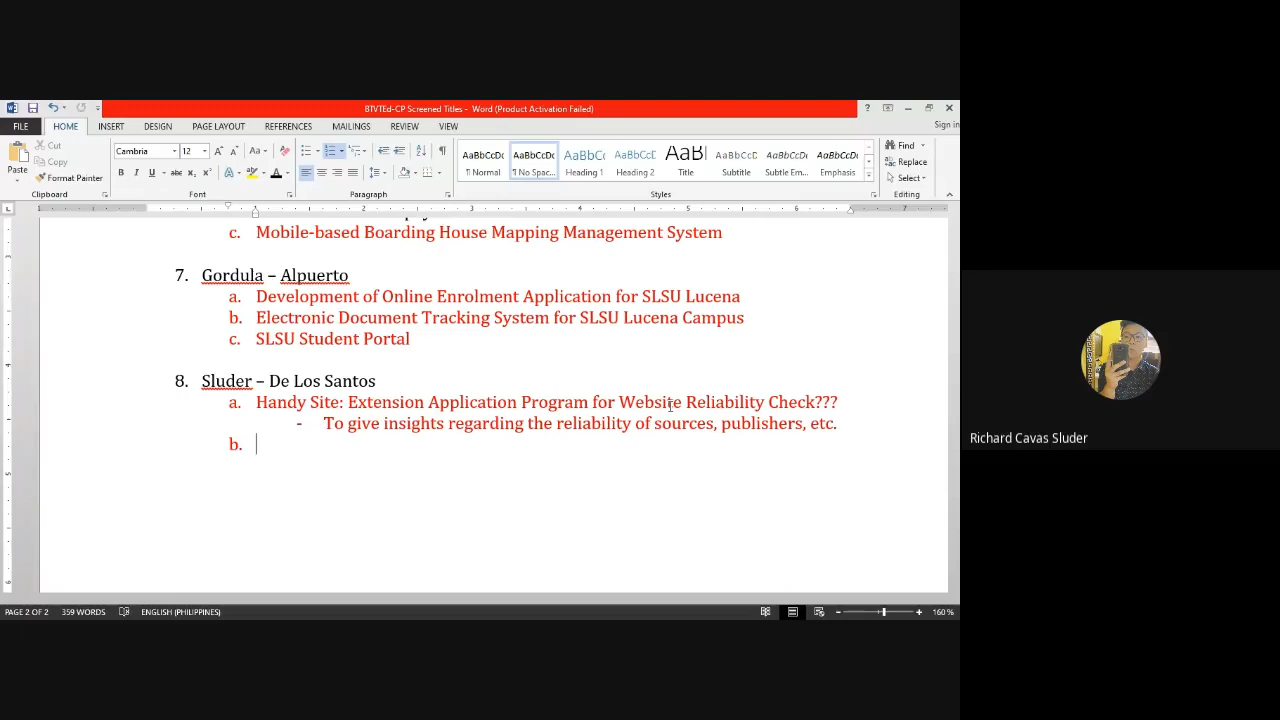 BTVTEd-CP Screened Titles - Word (Product Activation Failed)
Sign in
FILE HOME INSERT DESIGN PAGE LAYOUT REFERENCES MAILINGS REVIEW VIEW
Paste
Cut
Copy
Format Painter
Clipboard
Cambria 12
Font
Paragraph
AaBbCcDc ¶ Normal
AaBbCcDc ¶ No Spac...
AaBbCc Heading 1
AaBbCcD Heading 2
AaB Title
AaBbCcD Subtitle
AaBbCcDt Subtle Em...
AaBbCcDt Emphasis
Styles
Find
Replace
Select
Editing
c. Mobile-based Boarding House Mapping Management System
7. Gordula – Alpuerto
a. Development of Online Enrolment Application for SLSU Lucena
b. Electronic Document Tracking System for SLSU Lucena Campus
c. SLSU Student Portal
8. Sluder – De Los Santos
a. Handy Site: Extension Application Program for Website Reliability Check???
- To give insights regarding the reliability of sources, publishers, etc.
b.
PAGE 2 OF 2 359 WORDS ENGLISH (PHILIPPINES) 160%
Richard Cavas Sluder